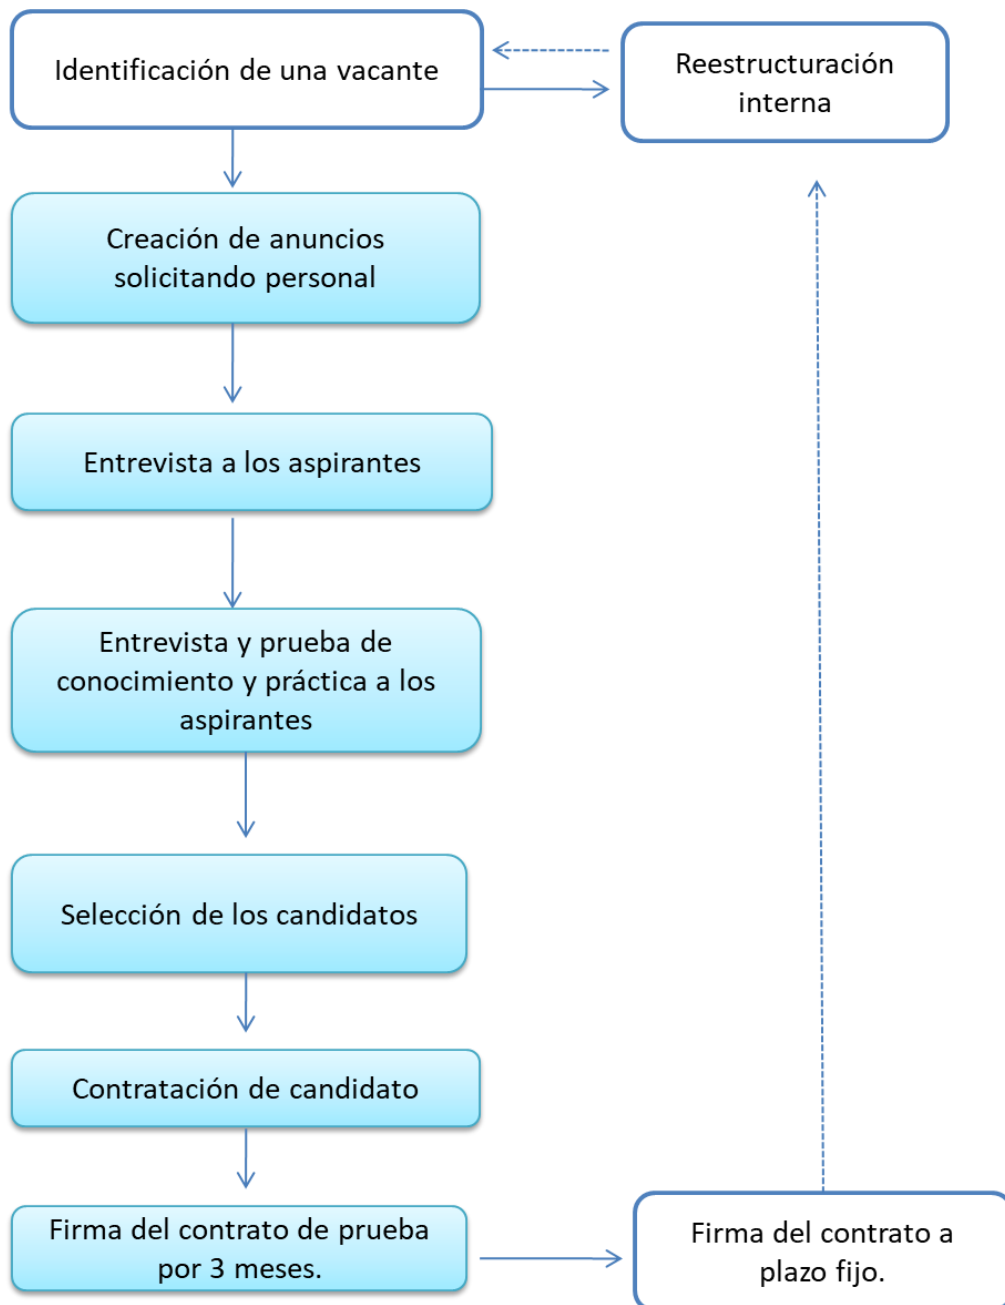 Identificación de una vacante
Reestructuración
interna
Creación de anuncios
solicitando personal
Entrevista a los aspirantes
Entrevista y prueba de
conocimiento y práctica a los
aspirantes
Selección de los candidatos
Contratación de candidato
Firma del contrato de prueba
por 3 meses.
Firma del contrato a
plazo fijo.